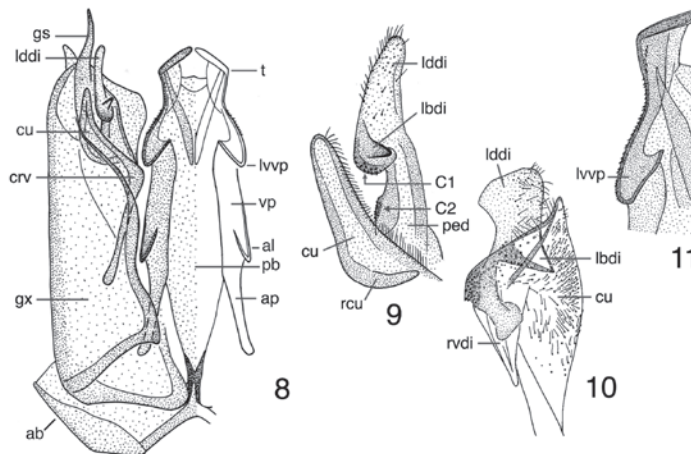 gs
lddi
cu
crv
gx
ab
t
lvvp
vp
al
pb
ap
8
lddi
lbdi
C1
C2
ped
cu
rcu
9
lddi
lbdi
cu
rvdi
10
lvvp
11